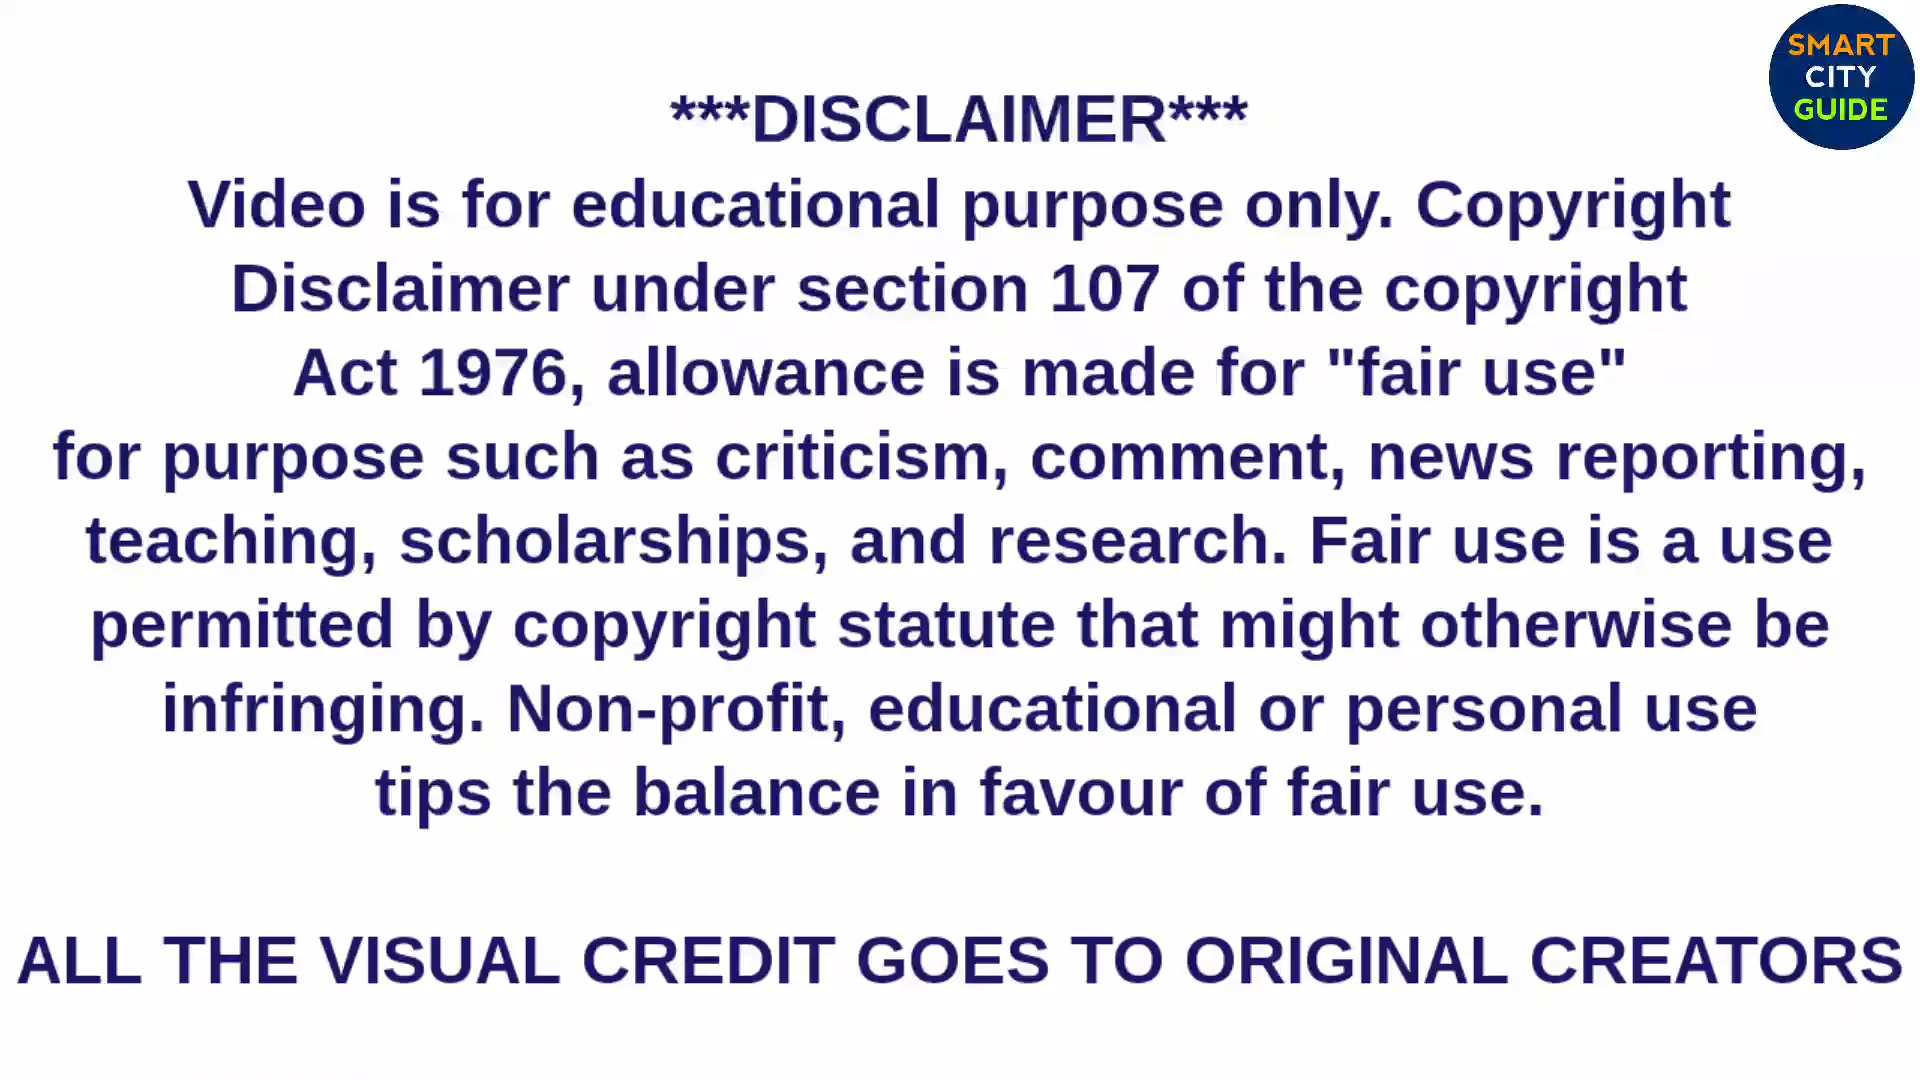 SMART
CITY
GUIDE
***DISCLAIMER***
Video is for educational purpose only. Copyright
Disclaimer under section 107 of the copyright
Act 1976, allowance is made for "fair use"
for purpose such as criticism, comment, news reporting,
teaching, scholarships, and research. Fair use is a use
permitted by copyright statute that might otherwise be
infringing. Non-profit, educational or personal use
tips the balance in favour of fair use.
ALL THE VISUAL CREDIT GOES TO ORIGINAL CREATORS